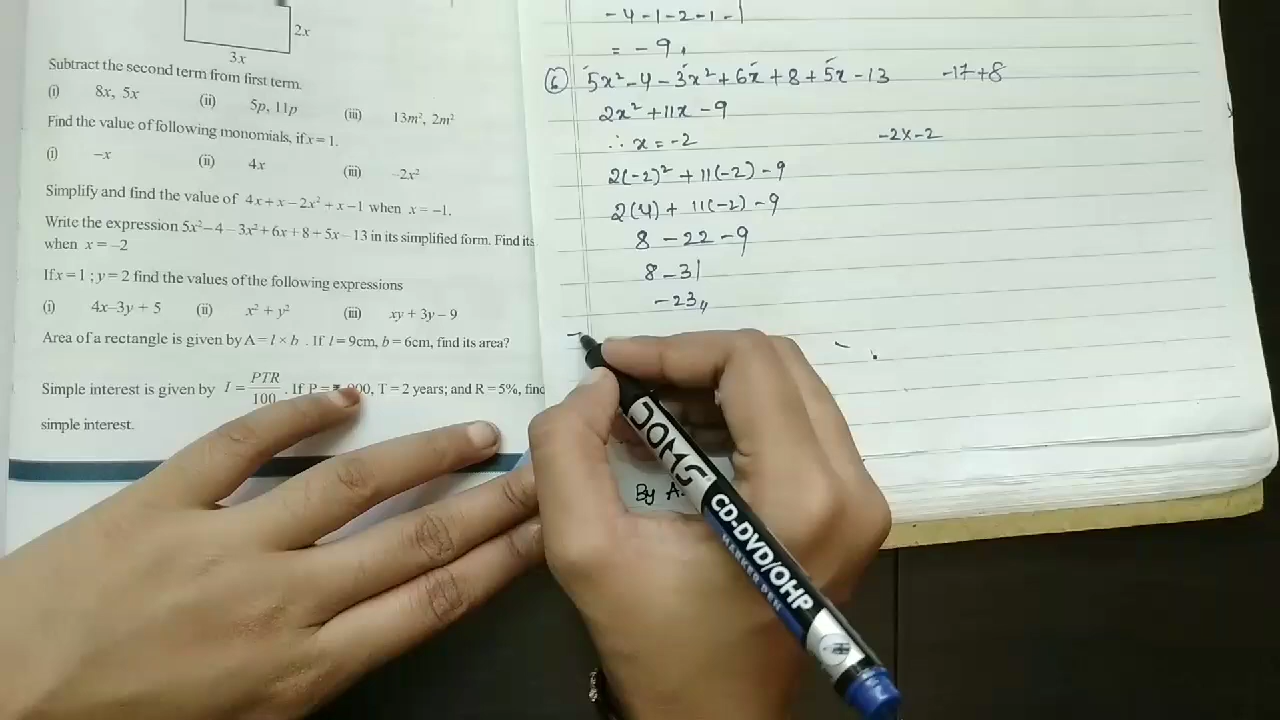 2x
3x
Subtract the second term from first term.
(i) 8x, 5x (ii) 5p, 11p (iii) 13m², 2m²
Find the value of following monomials, if x = 1.
(i) −x (ii) 4x (iii) −2x²
Simplify and find the value of 4x + x − 2x² + x − 1 when x = −1.
Write the expression 5x² − 4 − 3x² + 6x + 8 + 5x − 13 in its simplified form. Find its
when x = −2
If x = 1 ; y = 2 find the values of the following expressions
(i) 4x−3y + 5 (ii) x² + y² (iii) xy + 3y − 9
Area of a rectangle is given by A = l × b . If l = 9cm, b = 6cm, find its area?
Simple interest is given by I = PTR/100 . If P = 900, T = 2 years; and R = 5%, find
simple interest.
-4-1-2-1-1
= -9,
6 5x² - 4 - 3x² + 6x + 8 + 5x - 13 -17+8
2x² + 11x - 9
∴ x = -2 -2x-2
2(-2)² + 11(-2) - 9
2(4) + 11(-2) - 9
8 - 22 - 9
8 - 31
-23,,
By A.
DOMS CD-DVD/OHP
MARKER PEN